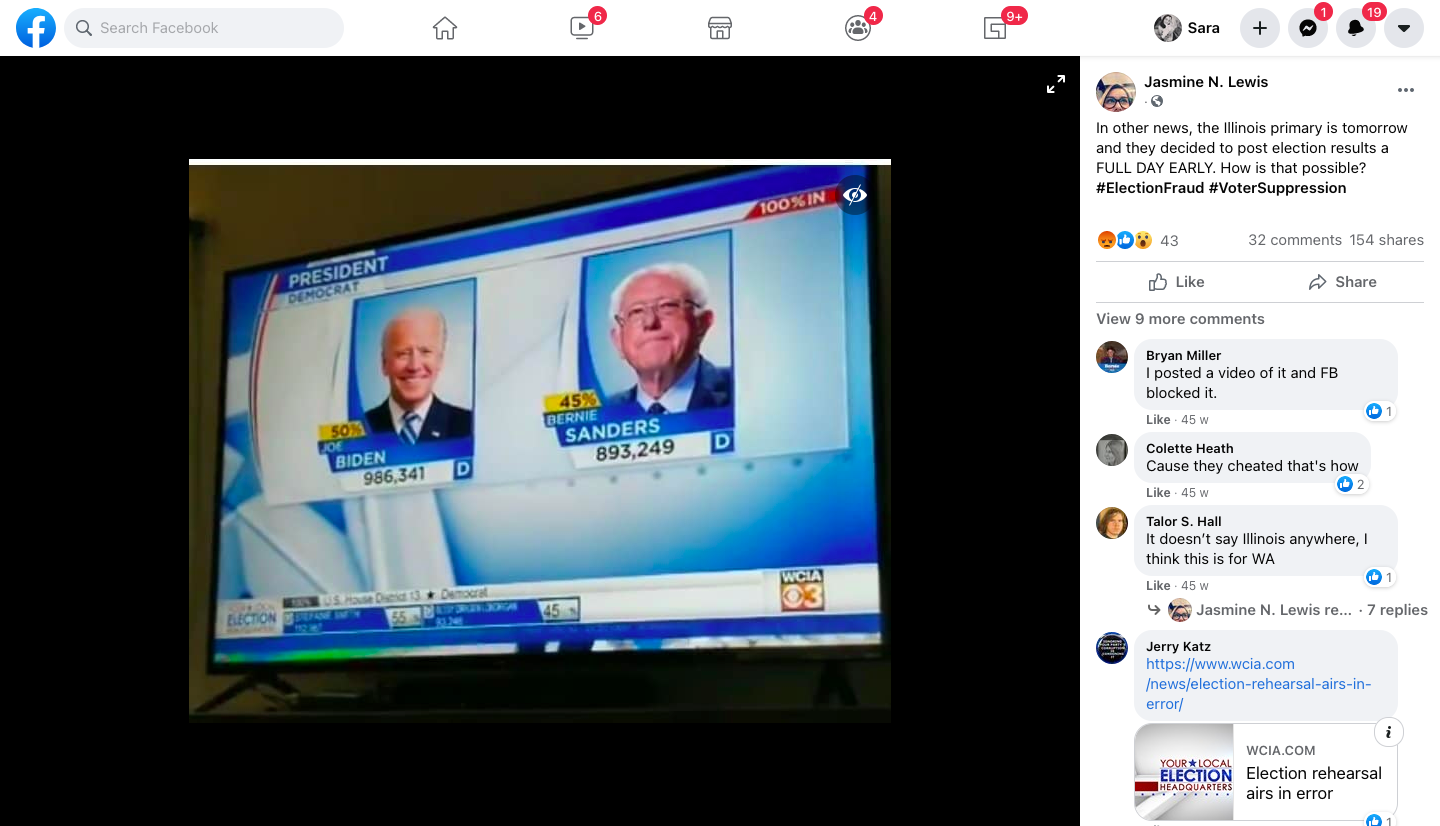 Search Facebook
6
4
9+
Sara
1
19
100% IN
PRESIDENT
DEMOCRAT
50%
JOE
BIDEN
986,341 D
45%
BERNIE
SANDERS
893,249 D
U.S. House District 13 ★ Democrat
YOUR LOCAL
ELECTION
HEADQUARTERS
55
45
WCIA
3
Jasmine N. Lewis
In other news, the Illinois primary is tomorrow
and they decided to post election results a
FULL DAY EARLY. How is that possible?
#ElectionFraud #VoterSuppression
43
32 comments 154 shares
Like
Share
View 9 more comments
Bryan Miller
I posted a video of it and FB
blocked it.
1
Like · 45 w
Colette Heath
Cause they cheated that's how
2
Like · 45 w
Talor S. Hall
It doesn’t say Illinois anywhere, I
think this is for WA
1
Like · 45 w
Jasmine N. Lewis re... · 7 replies
Jerry Katz
https://www.wcia.com
/news/election-rehearsal-airs-in-
error/
YOUR★LOCAL
ELECTION
HEADQUARTERS
WCIA.COM
Election rehearsal
airs in error
1